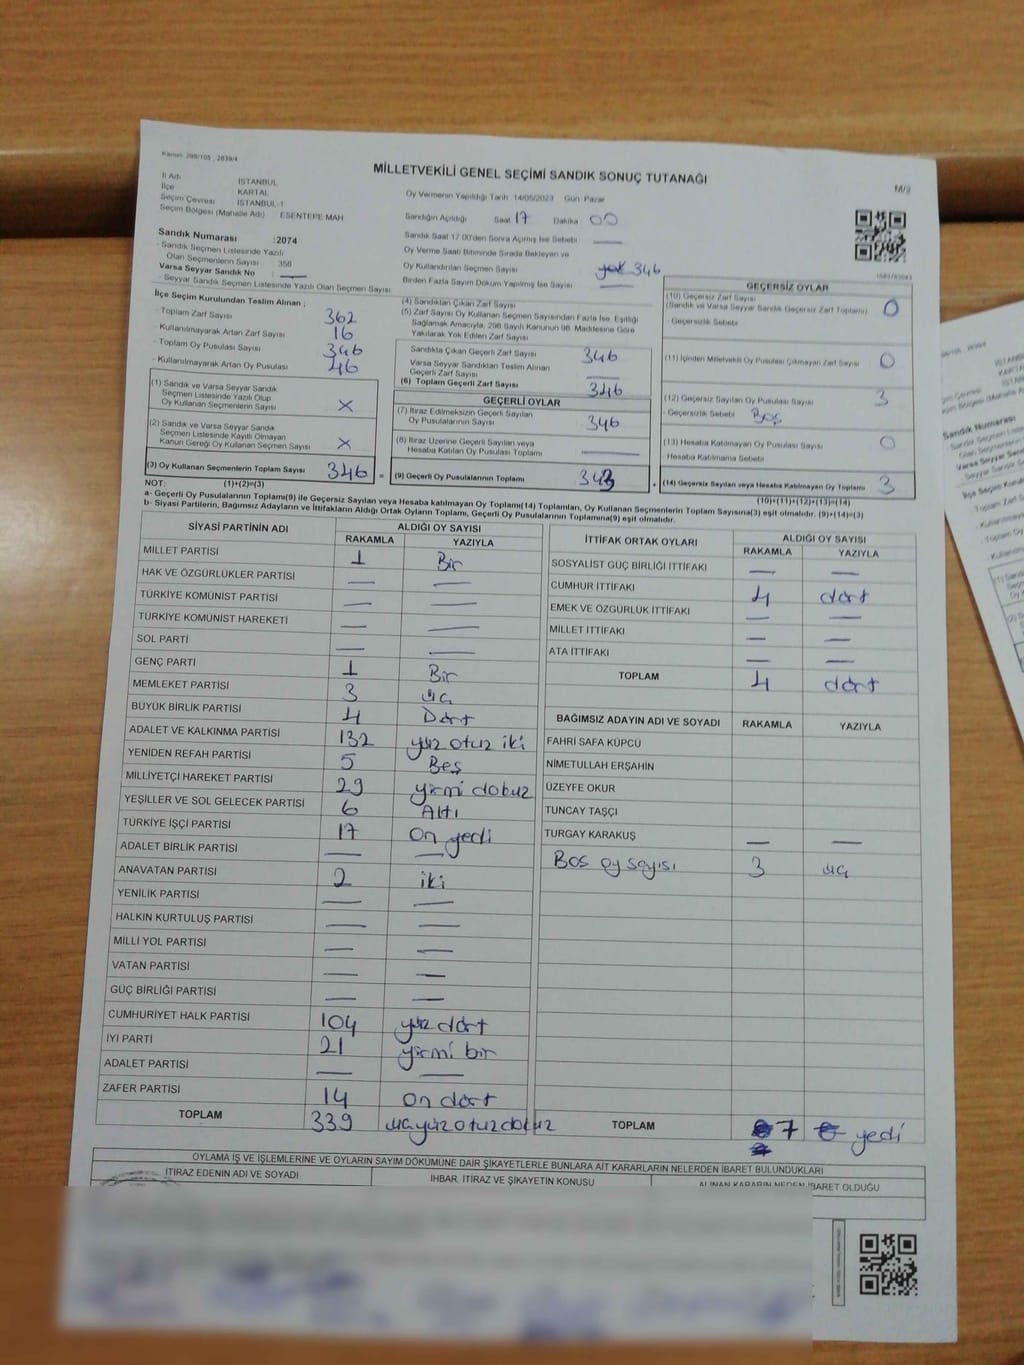 Kanun: 298/105 , 2839/4
MİLLETVEKİLİ GENEL SEÇİMİ SANDIK SONUÇ TUTANAĞI
İl Adı İSTANBUL
İlçe KARTAL
Seçim Çevresi İSTANBUL-1
Seçim Bölgesi (Mahalle Adı) ESENTEPE MAH
Sandık Numarası : 2074
- Sandık Seçmen Listesinde Yazılı
Olan Seçmenlerin Sayısı : 358
Varsa Seyyar Sandık No : —
- Seyyar Sandık Seçmen Listesinde Yazılı Olan Seçmen Sayısı
Oy Vermenin Yapıldığı Tarih 14/05/2023 Gün Pazar
Sandığın Açıldığı Saat 17 Dakika 00
Sandık Saat 17.00'den Sonra Açılmış İse Sebebi —
Oy Verme Saati Bitiminde Sırada Bekleyen ve
Oy Kullandırılan Seçmen Sayısı yok 346
Birden Fazla Sayım Döküm Yapılmış İse Sayısı —
İlçe Seçim Kurulundan Teslim Alınan ;
- Toplam Zarf Sayısı 362
- Kullanılmayarak Artan Zarf Sayısı 16
- Toplam Oy Pusulası Sayısı 346
- Kullanılmayarak Artan Oy Pusulası 46
(1) Sandık ve Varsa Seyyar Sandık
Seçmen Listesinde Yazılı Olup
Oy Kullanan Seçmenlerin Sayısı X
(2) Sandık ve Varsa Seyyar Sandık
Seçmen Listesinde Kayıtlı Olmayan
Kanun Gereği Oy Kullanan Seçmen Sayısı X
(3) Oy Kullanan Seçmenlerin Toplam Sayısı 346 =
(4) Sandıktan Çıkan Zarf Sayısı
(5) Zarf Sayısı Oy Kullanan Seçmen Sayısından Fazla İse, Eşitliği
Sağlamak Amacıyla, 298 Sayılı Kanunun 98. Maddesine Göre
Yakılarak Yok Edilen Zarf Sayısı
Sandıkta Çıkan Geçerli Zarf Sayısı 346
Varsa Seyyar Sandıktan Teslim Alınan
Geçerli Zarf Sayısı —
(6) Toplam Geçerli Zarf Sayısı 346
GEÇERLİ OYLAR
(7) İtiraz Edilmeksizin Geçerli Sayılan
Oy Pusulalarının Sayısı 346
(8) İtiraz Üzerine Geçerli Sayılan veya
Hesaba Katılan Oy Pusulası Toplamı —
(9) Geçerli Oy Pusulalarının Toplamı 343 +
GEÇERSİZ OYLAR
(10) Geçersiz Zarf Sayısı
(Sandık ve Varsa Seyyar Sandık Geçersiz Zarf Toplamı) 0
- Geçersizlik Sebebi
(11) İçinden Milletvekili Oy Pusulası Çıkmayan Zarf Sayısı 0
(12) Geçersiz Sayılan Oy Pusulası Sayısı 3
- Geçersizlik Sebebi Boş
(13) Hesaba Katılmayan Oy Pusulası Sayısı 0
- Hesaba Katılmama Sebebi
(14) Geçersiz Sayılan veya Hesaba Katılmayan Oy Toplamı 3
NOT: (1)+(2)=(3)
(10)+(11)+(12)+(13)=(14)
a- Geçerli Oy Pusulalarının Toplamı(9) ile Geçersiz Sayılan veya Hesaba katılmayan Oy Toplamı(14) Toplamları, Oy Kullanan Seçmenlerin Toplam Sayısına(3) eşit olmalıdır. (9)+(14)=(3)
b- Siyasi Partilerin, Bağımsız Adayların ve İttifakların Aldığı Ortak Oyların Toplamı, Geçerli Oy Pusulalarının Toplamına(9) eşit olmalıdır.
SİYASİ PARTİNİN ADI ALDIĞI OY SAYISI
RAKAMLA YAZIYLA
MİLLET PARTİSİ 1 Bir
HAK VE ÖZGÜRLÜKLER PARTİSİ — —
TÜRKİYE KOMÜNİST PARTİSİ — —
TÜRKİYE KOMÜNİST HAREKETİ — —
SOL PARTİ — —
GENÇ PARTİ 1 Bir
MEMLEKET PARTİSİ 3 üç
BÜYÜK BİRLİK PARTİSİ 4 Dört
ADALET VE KALKINMA PARTİSİ 132 yüz otuz iki
YENİDEN REFAH PARTİSİ 5 Beş
MİLLİYETÇİ HAREKET PARTİSİ 29 yirmi dokuz
YEŞİLLER VE SOL GELECEK PARTİSİ 6 Altı
TÜRKİYE İŞÇİ PARTİSİ 17 On yedi
ADALET BİRLİK PARTİSİ — —
ANAVATAN PARTİSİ 2 iki
YENİLİK PARTİSİ — —
HALKIN KURTULUŞ PARTİSİ — —
MİLLİ YOL PARTİSİ — —
VATAN PARTİSİ — —
GÜÇ BİRLİĞİ PARTİSİ — —
CUMHURİYET HALK PARTİSİ 104 yüz dört
İYİ PARTİ 21 yirmi bir
ADALET PARTİSİ — —
ZAFER PARTİSİ 14 on dört
TOPLAM 339 üçyüzotuzdokuz
İTTİFAK ORTAK OYLARI ALDIĞI OY SAYISI
RAKAMLA YAZIYLA
SOSYALİST GÜÇ BİRLİĞİ İTTİFAKI — —
CUMHUR İTTİFAKI 4 dört
EMEK VE ÖZGÜRLÜK İTTİFAKI — —
MİLLET İTTİFAKI — —
ATA İTTİFAKI — —
TOPLAM 4 dört
BAĞIMSIZ ADAYIN ADI VE SOYADI RAKAMLA YAZIYLA
FAHRİ SAFA KÜPCÜ
NİMETULLAH ERŞAHİN
ÜZEYFE OKUR
TUNCAY TAŞÇI
TURGAY KARAKUŞ — —
Boş oy sayısı 3 üç
TOPLAM 7 yedi
OYLAMA İŞ VE İŞLEMLERİNE VE OYLARIN SAYIM DÖKÜMÜNE DAİR ŞİKAYETLERLE BUNLARA AİT KARARLARIN NELERDEN İBARET BULUNDUKLARI
İTİRAZ EDENİN ADI VE SOYADI İHBAR, İTİRAZ VE ŞİKAYETİN KONUSU ALINAN KARARIN NEDEN İBARET OLDUĞU